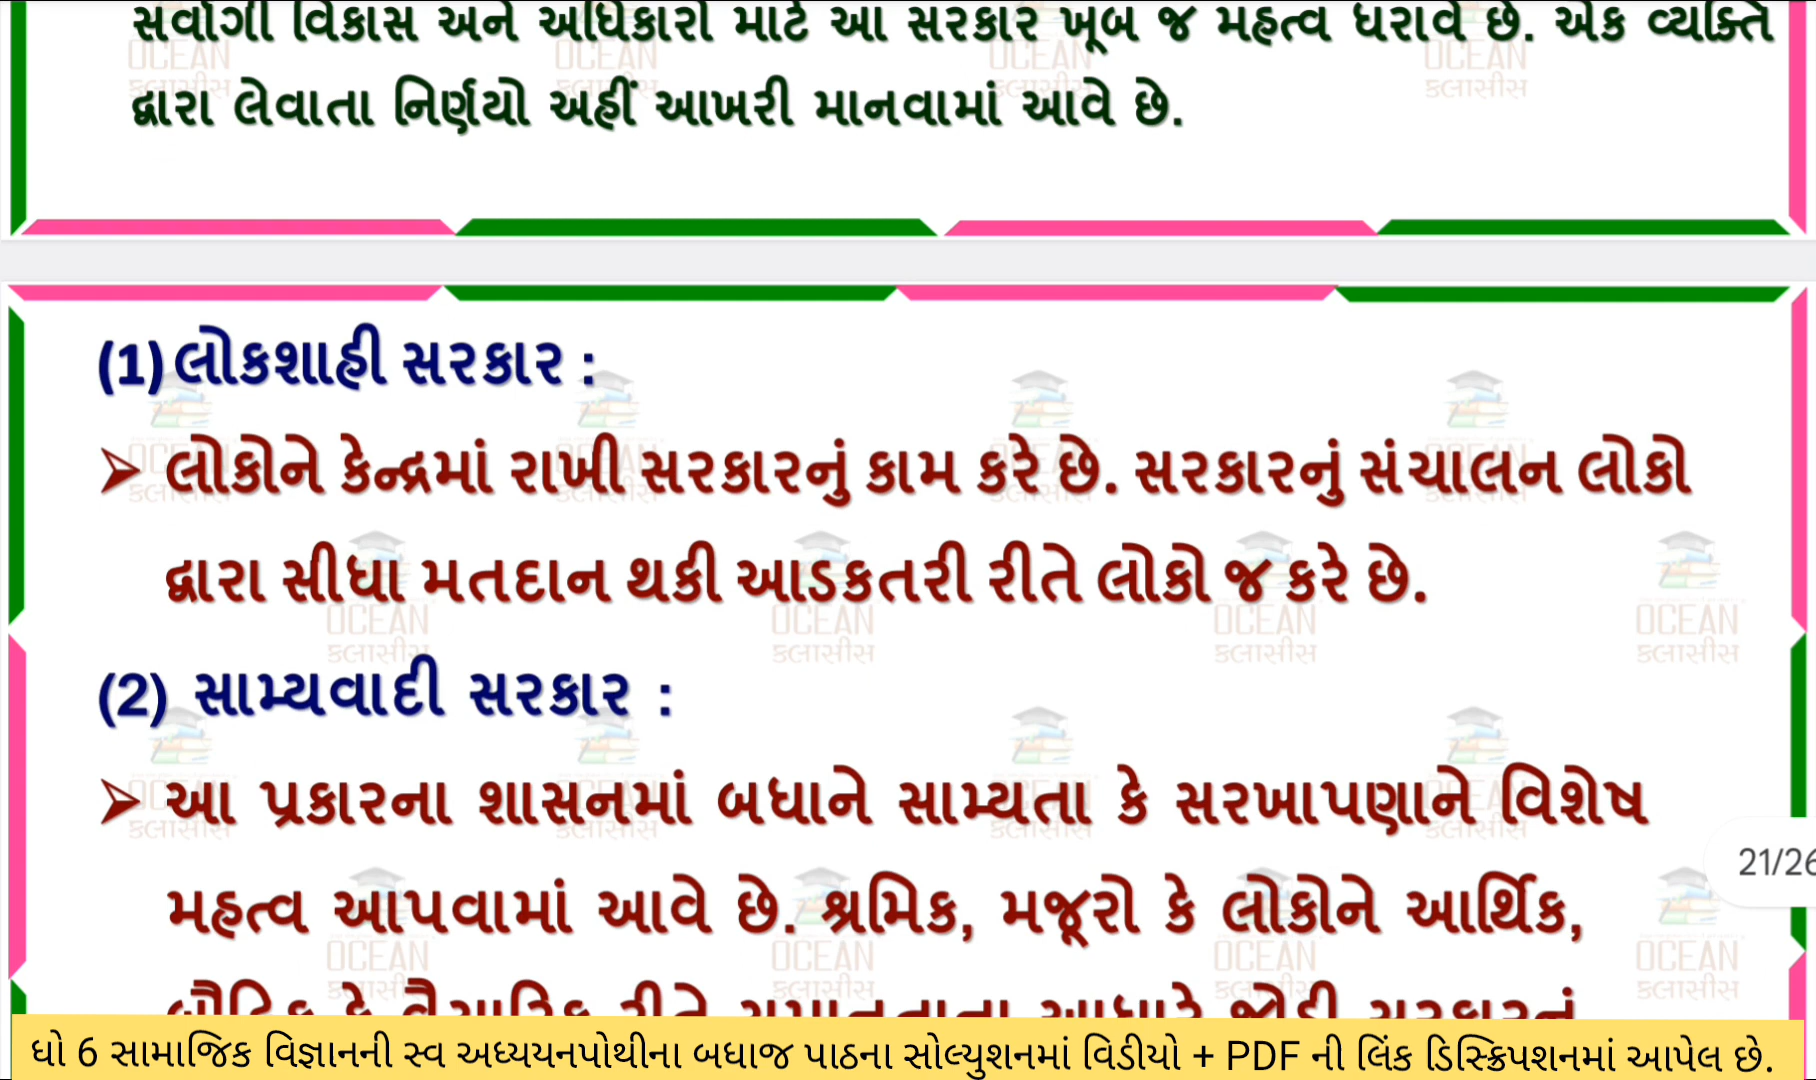 સર્વાંગી વિકાસ અને અધિકારો માટે આ સરકાર ખૂબ જ મહત્વ ધરાવે છે. એક વ્યક્તિ
દ્વારા લેવાતા નિર્ણયો અહીં આખરી માનવામાં આવે છે.
(1) લોકશાહી સરકાર :
➢ લોકોને કેન્દ્રમાં રાખી સરકારનું કામ કરે છે. સરકારનું સંચાલન લોકો
દ્વારા સીધા મતદાન થકી આડકતરી રીતે લોકો જ કરે છે.
(2) સામ્યવાદી સરકાર :
➢ આ પ્રકારના શાસનમાં બધાને સામ્યતા કે સરખાપણાને વિશેષ
21/26
મહત્વ આપવામાં આવે છે. શ્રમિક, મજૂરો કે લોકોને આર્થિક,
ધો 6 સામાજિક વિજ્ઞાનની સ્વ અધ્યયનપોથીના બધાજ પાઠના સોલ્યુશનમાં વિડીયો + PDF ની લિંક ડિસ્ક્રિપશનમાં આપેલ છે.